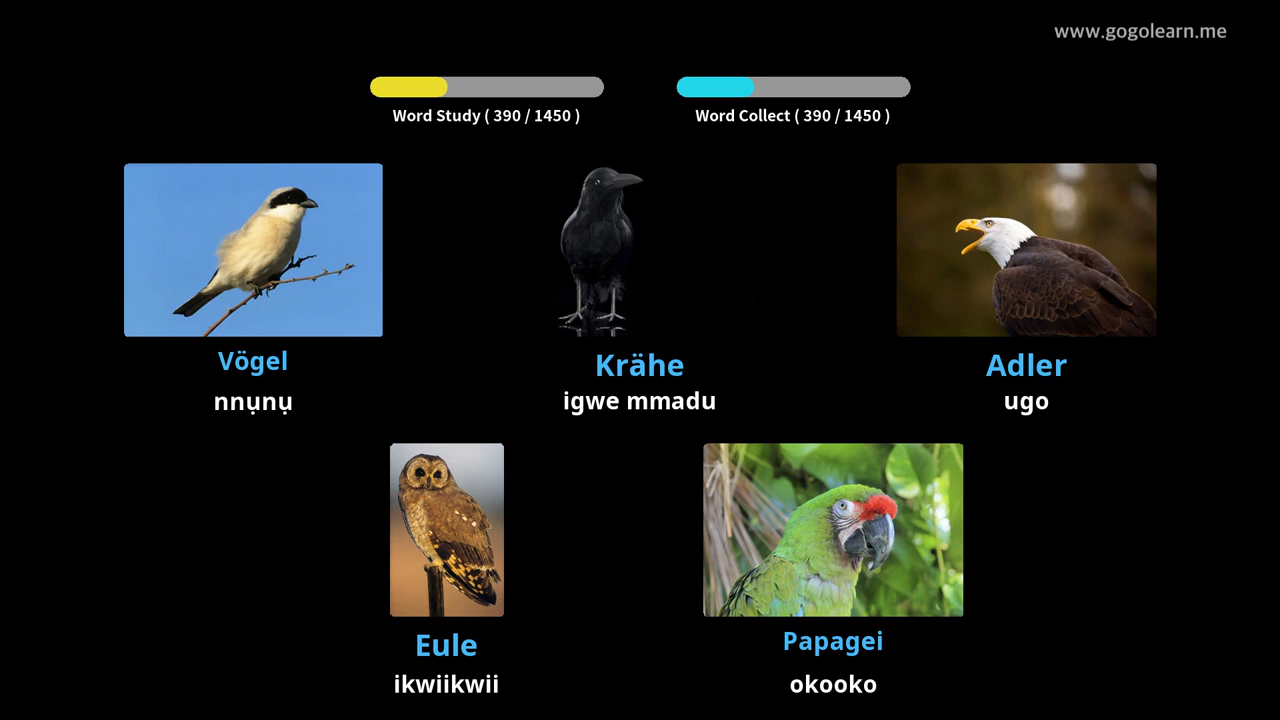 www.gogolearn.me
Word Study ( 390 / 1450 )
Word Collect ( 390 / 1450 )
Vögel
nnụnụ
Krähe
igwe mmadu
Adler
ugo
Eule
ikwiikwii
Papagei
okooko